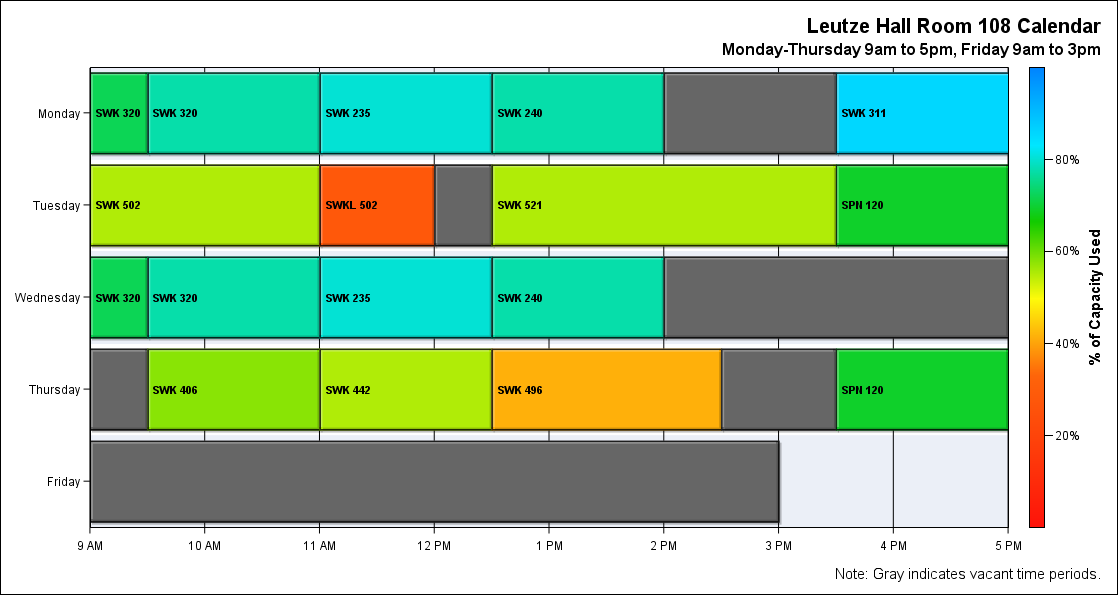 Leutze Hall Room 108 Calendar
Monday-Thursday 9am to 5pm, Friday 9am to 3pm
Monday
SWK 320
SWK 320
SWK 235
SWK 240
SWK 311
Tuesday
SWK 502
SWKL 502
SWK 521
SPN 120
Wednesday
SWK 320
SWK 320
SWK 235
SWK 240
Thursday
SWK 406
SWK 442
SWK 496
SPN 120
Friday
9 AM
10 AM
11 AM
12 PM
1 PM
2 PM
3 PM
4 PM
5 PM
80%
60%
40%
20%
% of Capacity Used
Note: Gray indicates vacant time periods.